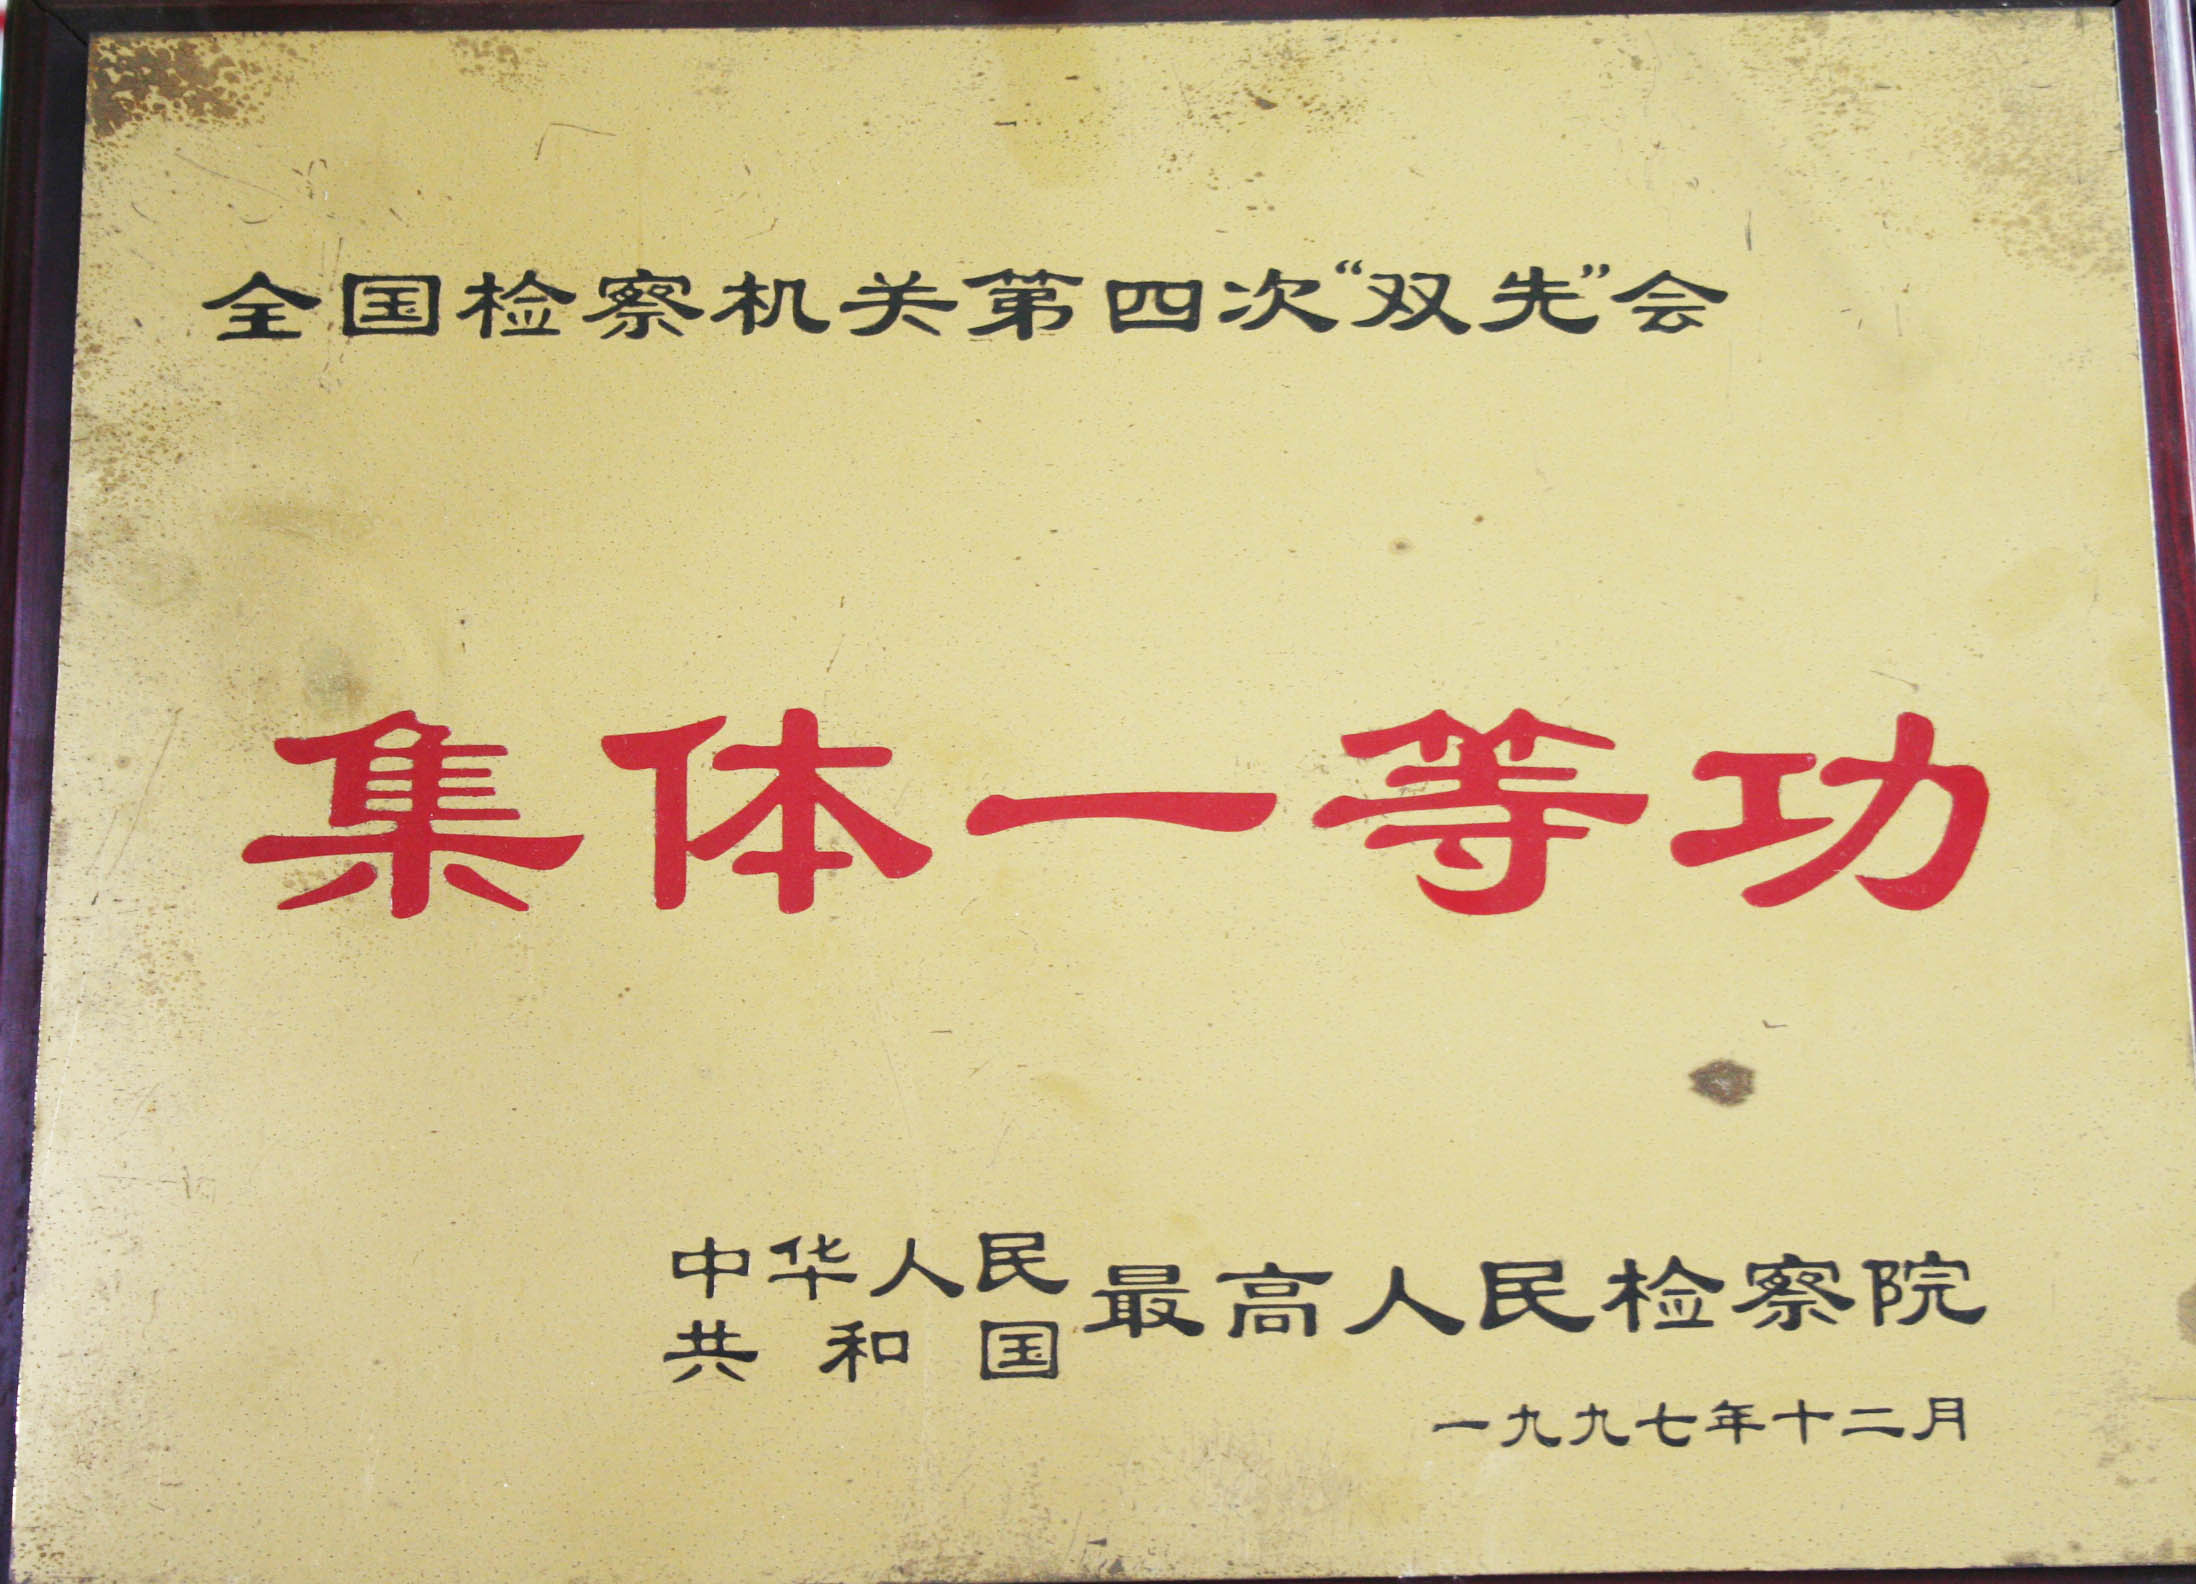 全国检察机关第四次“双先”会
集体一等功
中华人民
共和国
最高人民检察院
一九九七年十二月